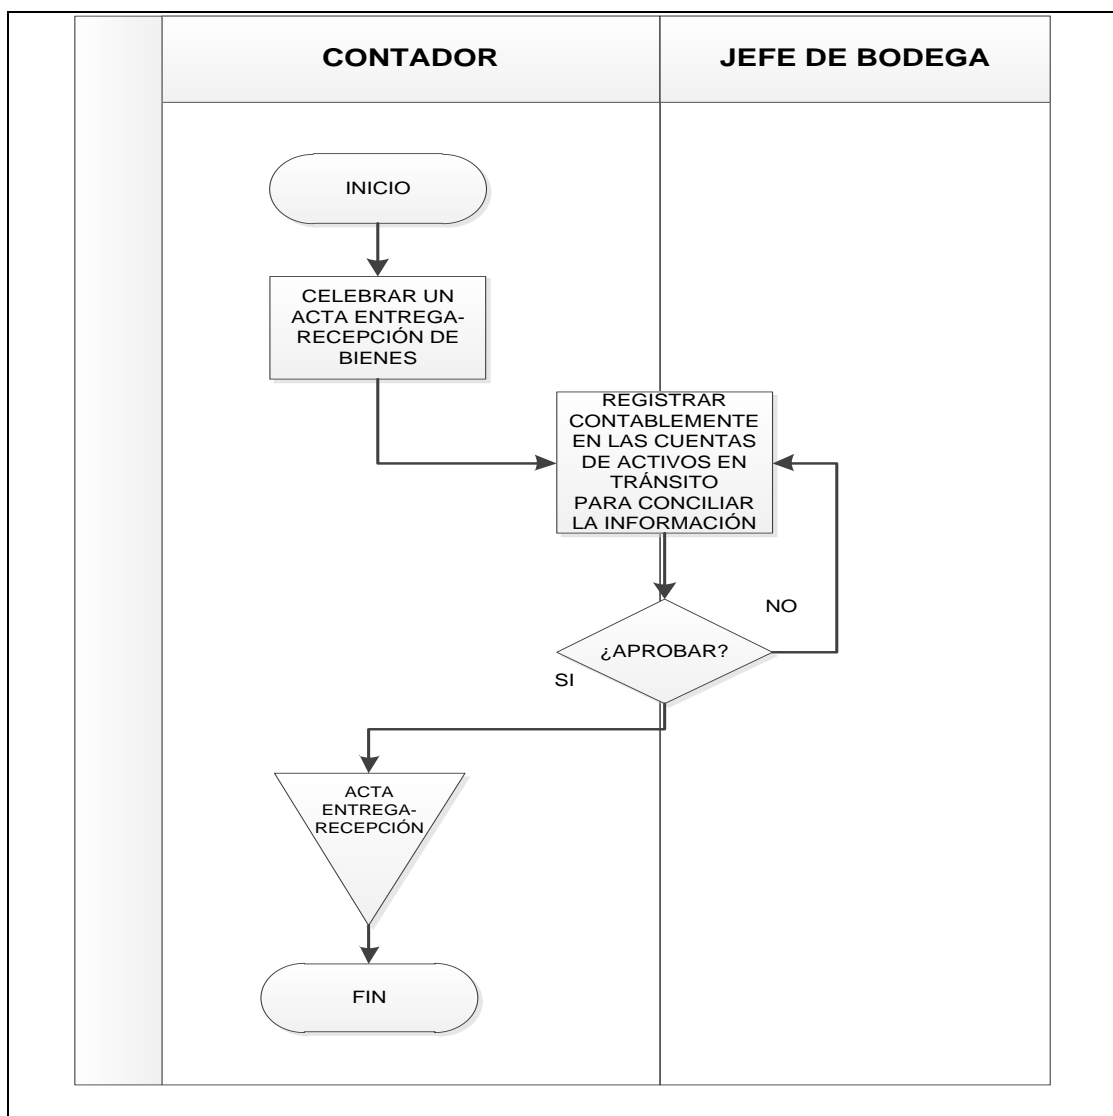 CONTADOR
JEFE DE BODEGA
INICIO
CELEBRAR UN
ACTA ENTREGA-
RECEPCIÓN DE
BIENES
REGISTRAR
CONTABLEMENTE
EN LAS CUENTAS
DE ACTIVOS EN
TRÁNSITO
PARA CONCILIAR
LA INFORMACIÓN
NO
¿APROBAR?
SI
ACTA
ENTREGA-
RECEPCIÓN
FIN